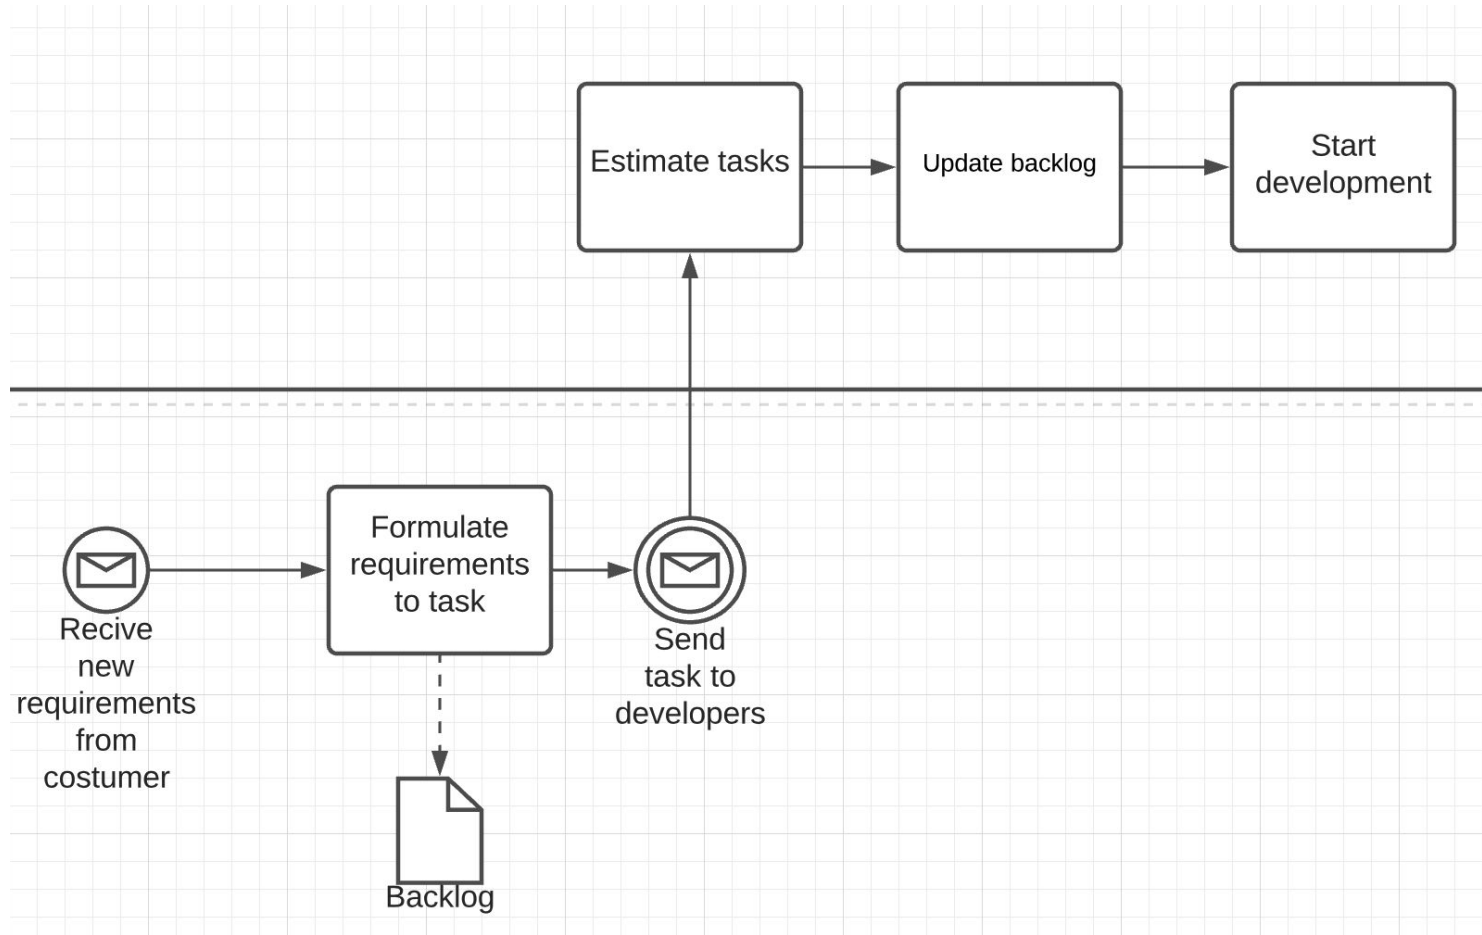 Estimate tasks
Update backlog
Start
development
Recive
new
requirements
from
costumer
Formulate
requirements
to task
Send
task to
developers
Backlog